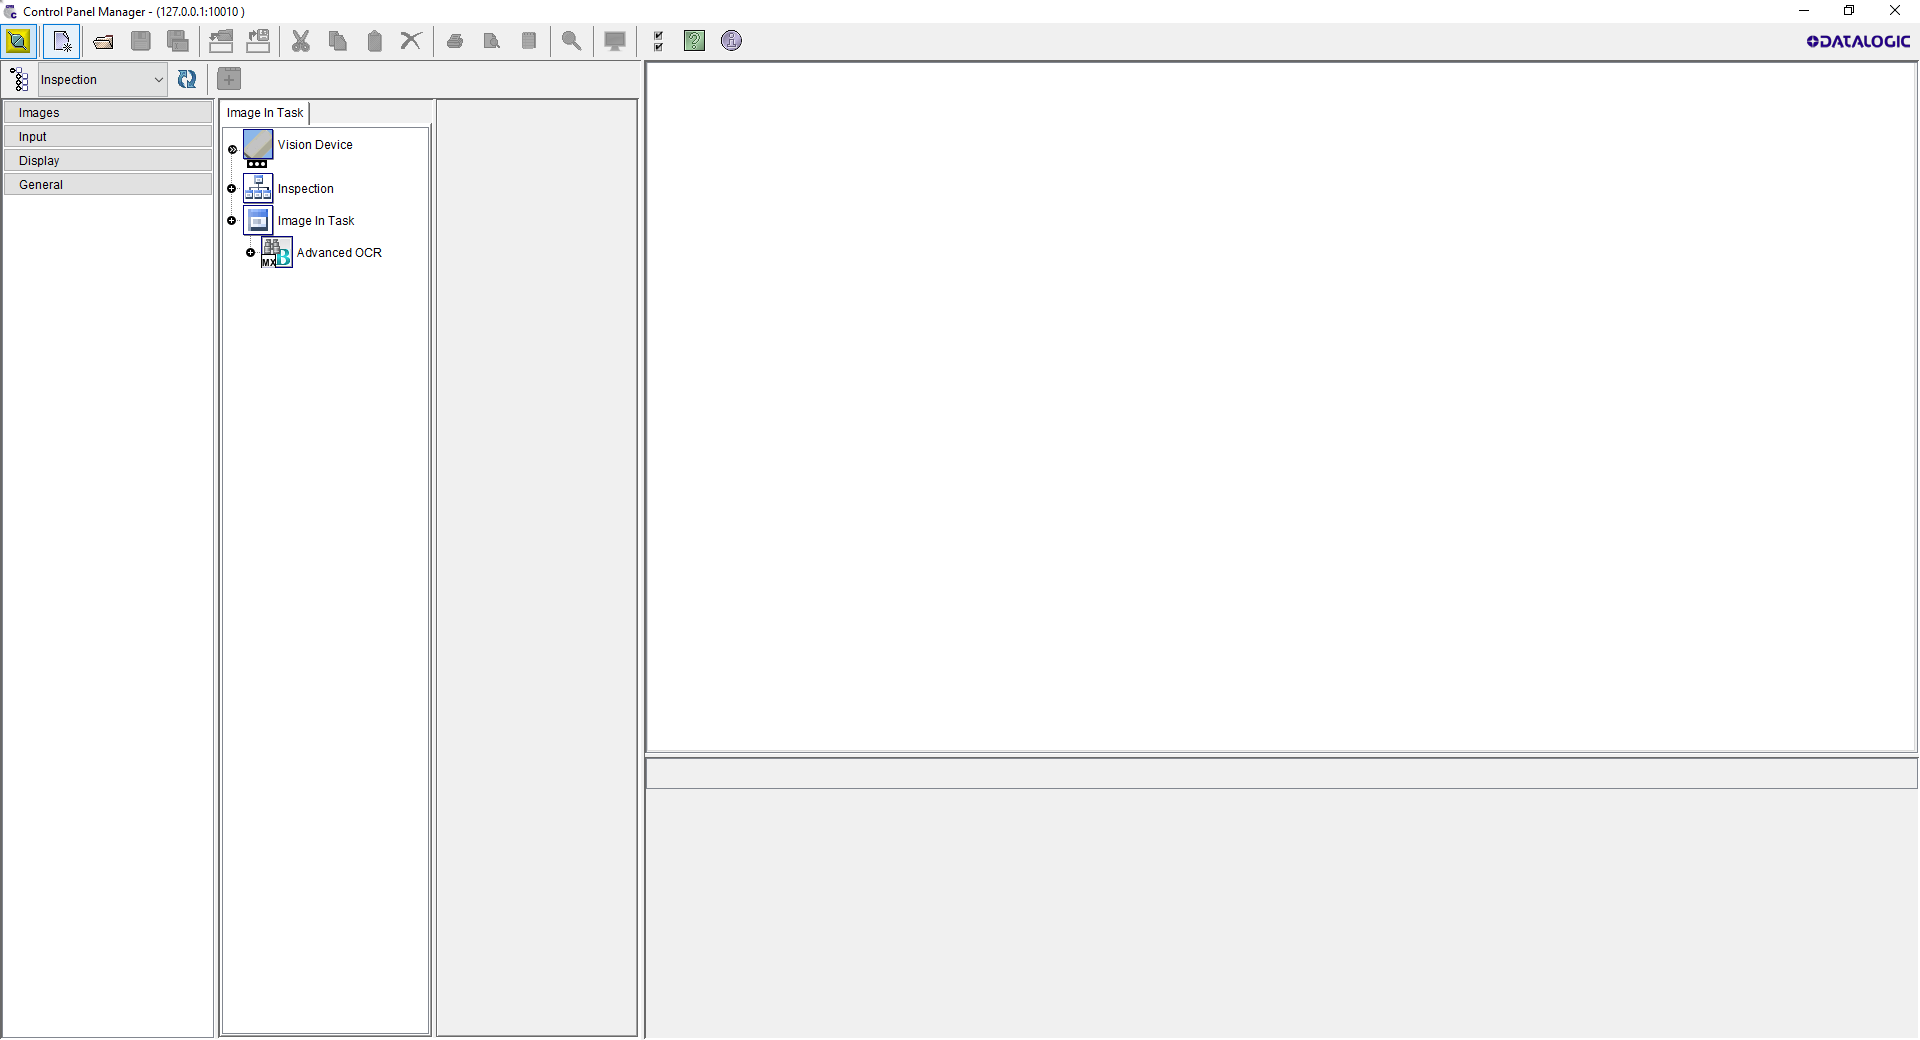 Control Panel Manager - (127.0.0.1:10010 )
DATALOGIC
Inspection
Images
Input
Display
General
Image In Task
Vision Device
Inspection
Image In Task
MX B
Advanced OCR